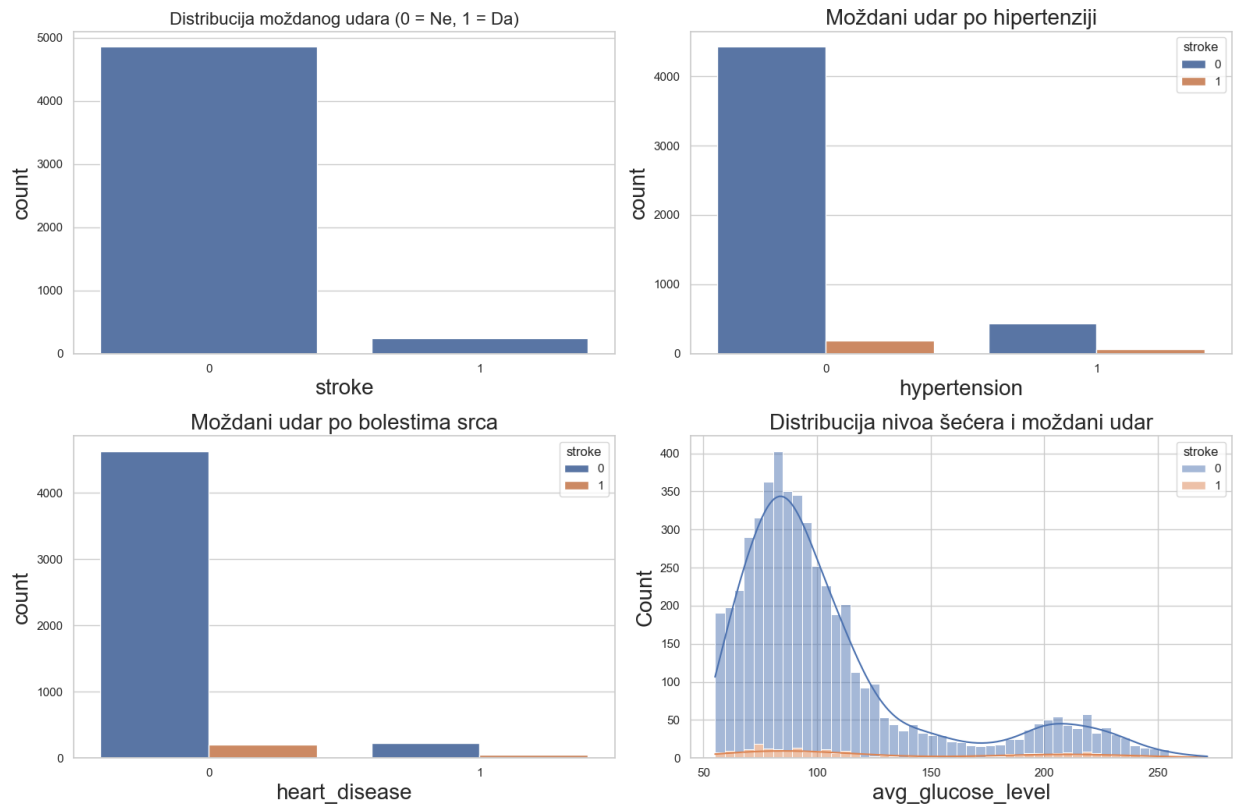 Distribucija moždanog udara (0 = Ne, 1 = Da)
count
5000
4000
3000
2000
1000
0
0 1
stroke
Moždani udar po hipertenziji
count
4000
3000
2000
1000
0
stroke
0
1
0 1
hypertension
Moždani udar po bolestima srca
count
4000
3000
2000
1000
0
stroke
0
1
0 1
heart_disease
Distribucija nivoa šećera i moždani udar
Count
400
350
300
250
200
150
100
50
0
stroke
0
1
50 100 150 200 250
avg_glucose_level